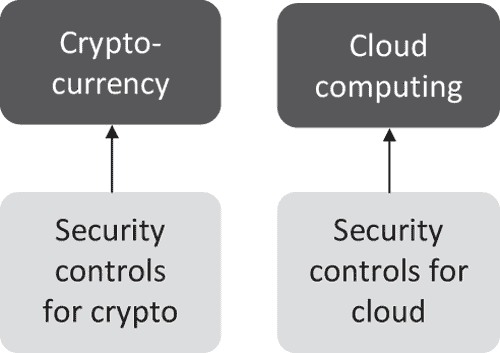 Crypto-
currency
Cloud
computing
Security
controls
for crypto
Security
controls for
cloud